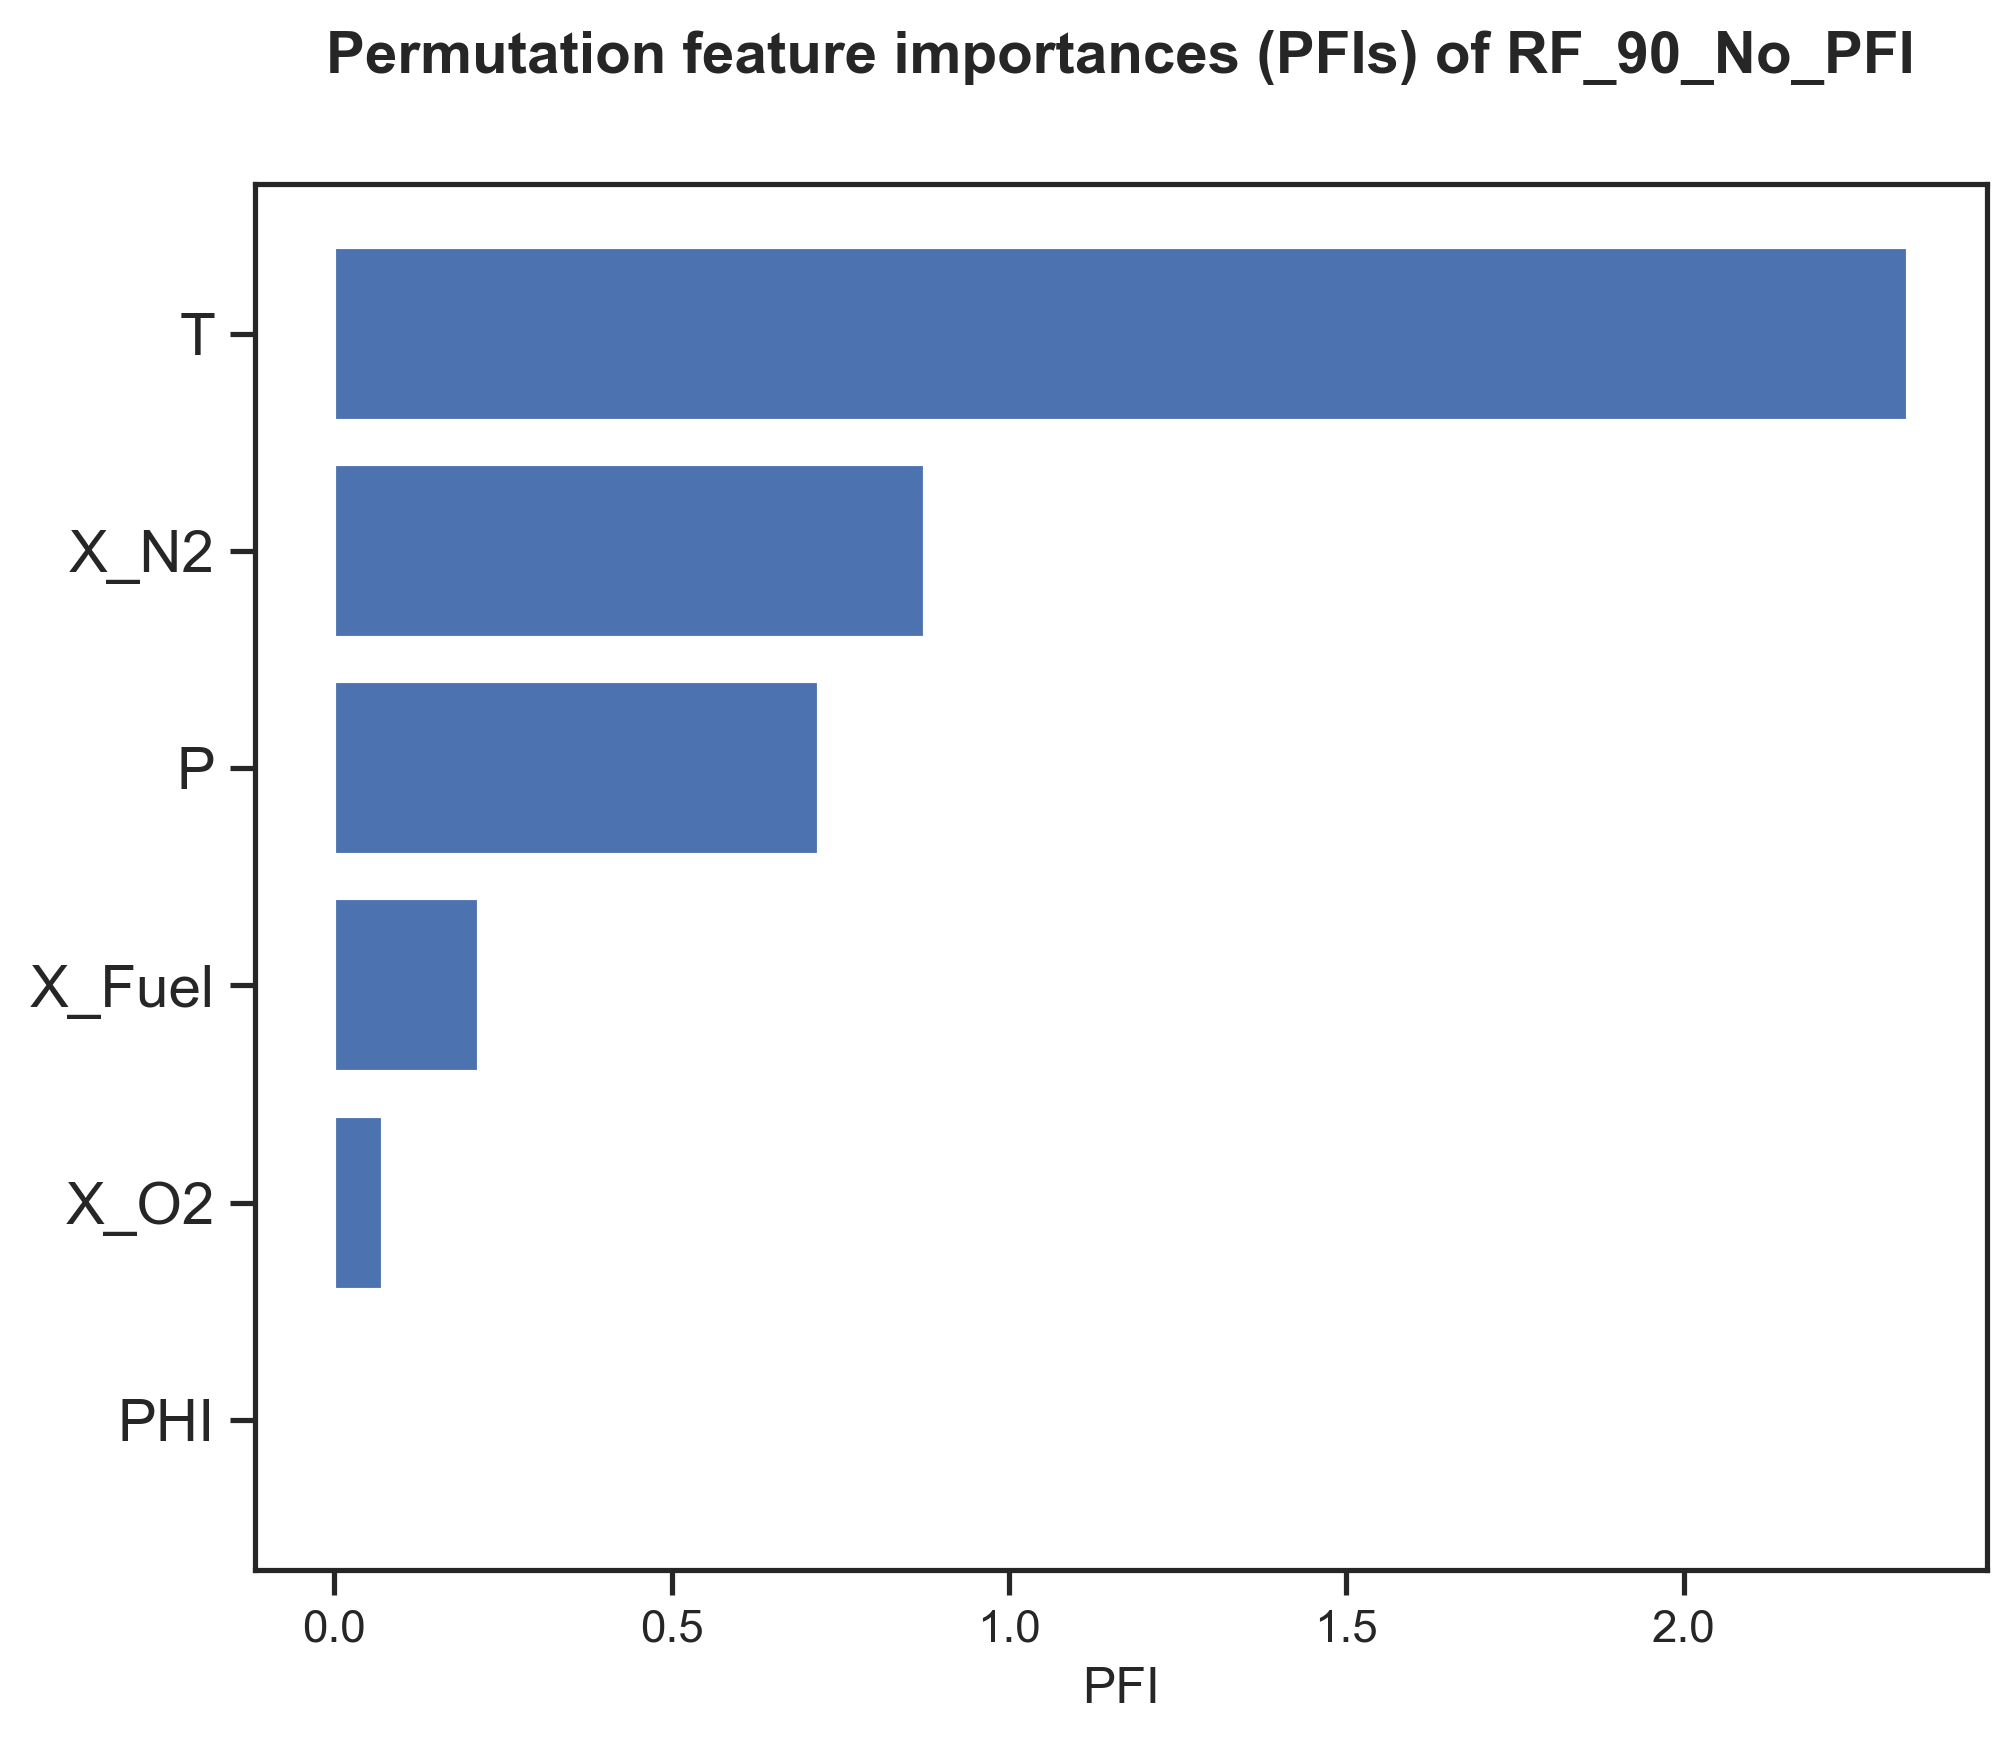 Permutation feature importances (PFIs) of RF_90_No_PFI
T
X_N2
P
X_Fuel
X_O2
PHI
0.0 0.5 1.0 1.5 2.0
PFI